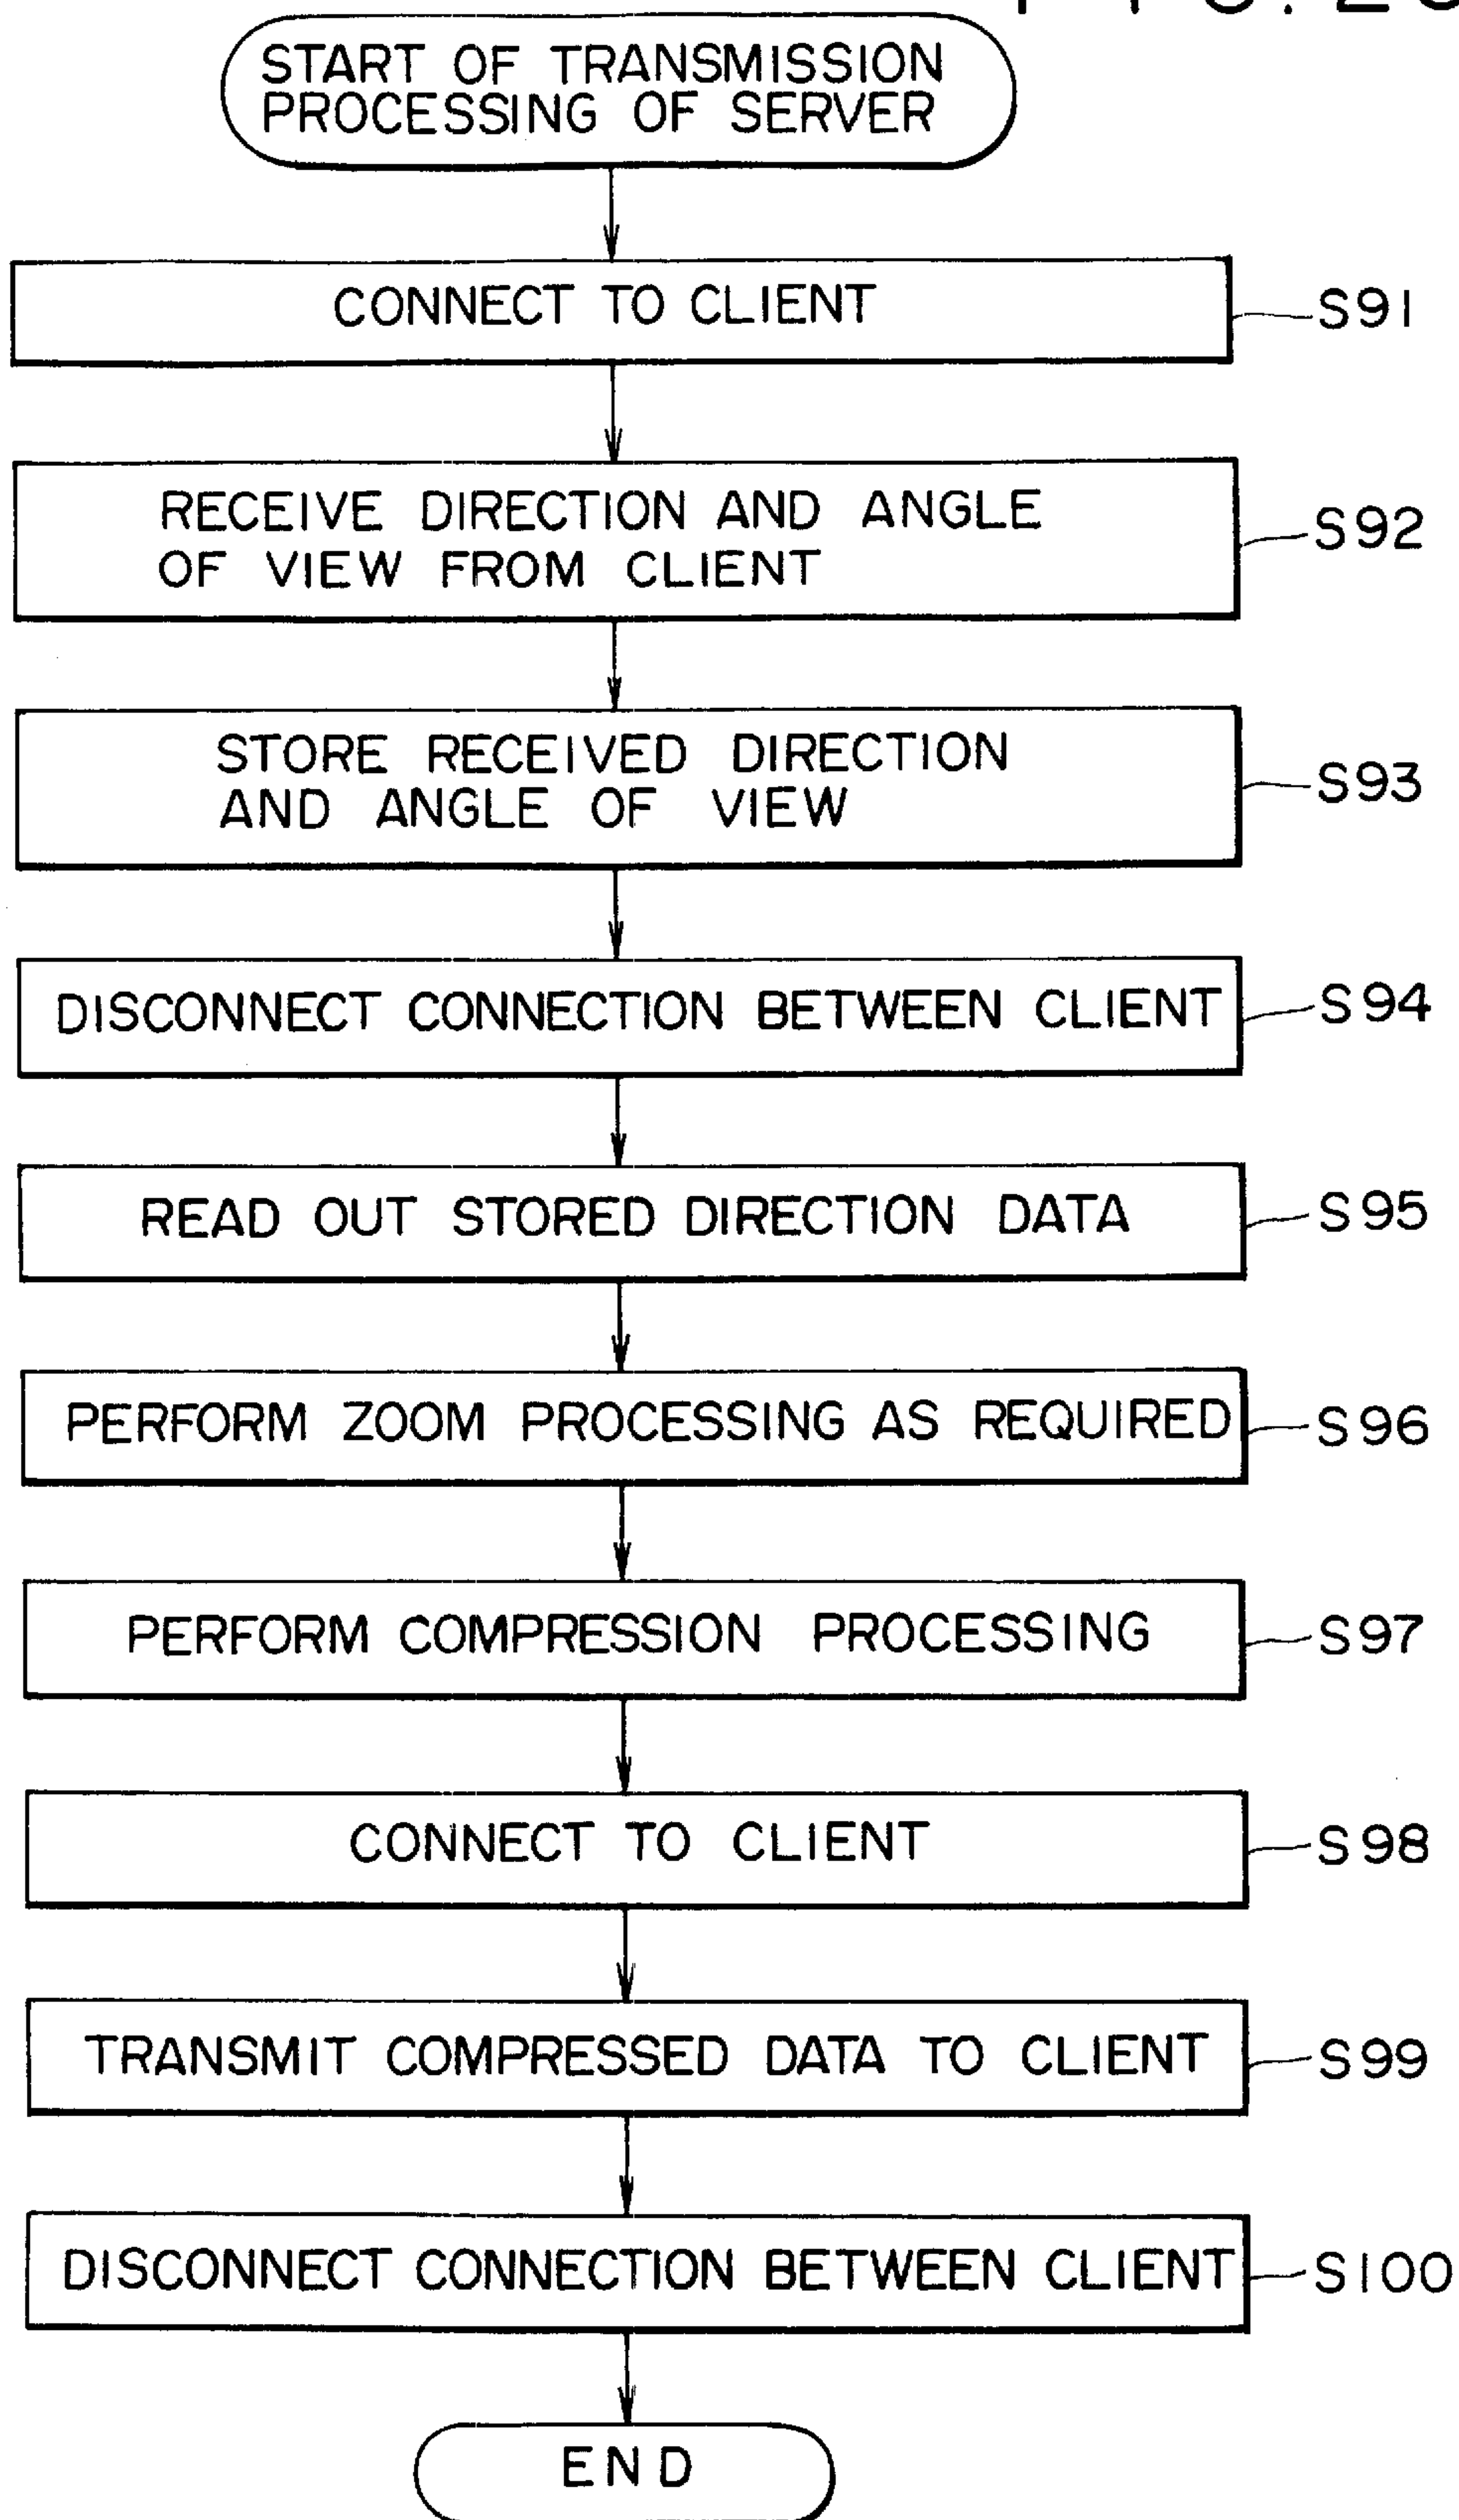 START OF TRANSMISSION
PROCESSING OF SERVER
CONNECT TO CLIENT
S91
RECEIVE DIRECTION AND ANGLE
OF VIEW FROM CLIENT
S92
STORE RECEIVED DIRECTION
AND ANGLE OF VIEW
S93
DISCONNECT CONNECTION BETWEEN CLIENT
S94
READ OUT STORED DIRECTION DATA
S95
PERFORM ZOOM PROCESSING AS REQUIRED
S96
PERFORM COMPRESSION PROCESSING
S97
CONNECT TO CLIENT
S98
TRANSMIT COMPRESSED DATA TO CLIENT
S99
DISCONNECT CONNECTION BETWEEN CLIENT
S100
END